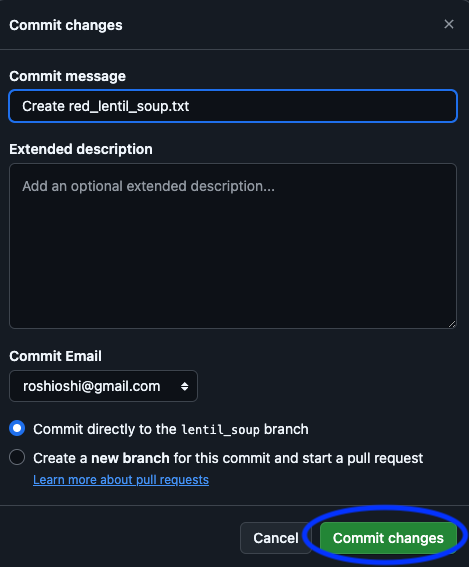 Commit changes
Commit message
Create red_lentil_soup.txt
Extended description
Add an optional extended description...
Commit Email
roshioshi@gmail.com
Commit directly to the lentil_soup branch
Create a new branch for this commit and start a pull request
Learn more about pull requests
Cancel
Commit changes